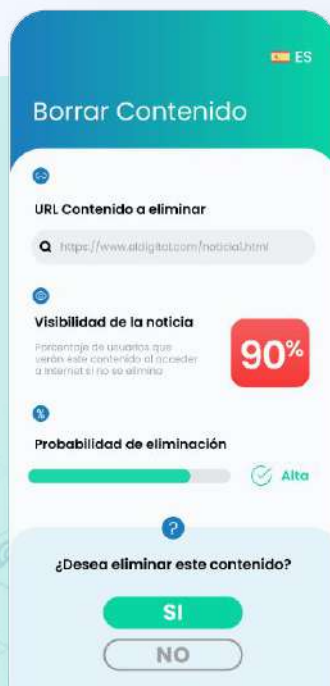 ES
Borrar Contenido
URL Contenido a eliminar
https://www.eldigital.com/noticia1.html
Visibilidad de la noticia
Porcentaje de usuarios que
verán este contenido al acceder
a Internet si no se elimina
90%
%
Probabilidad de eliminación
Alta
?
¿Desea eliminar este contenido?
SI
NO